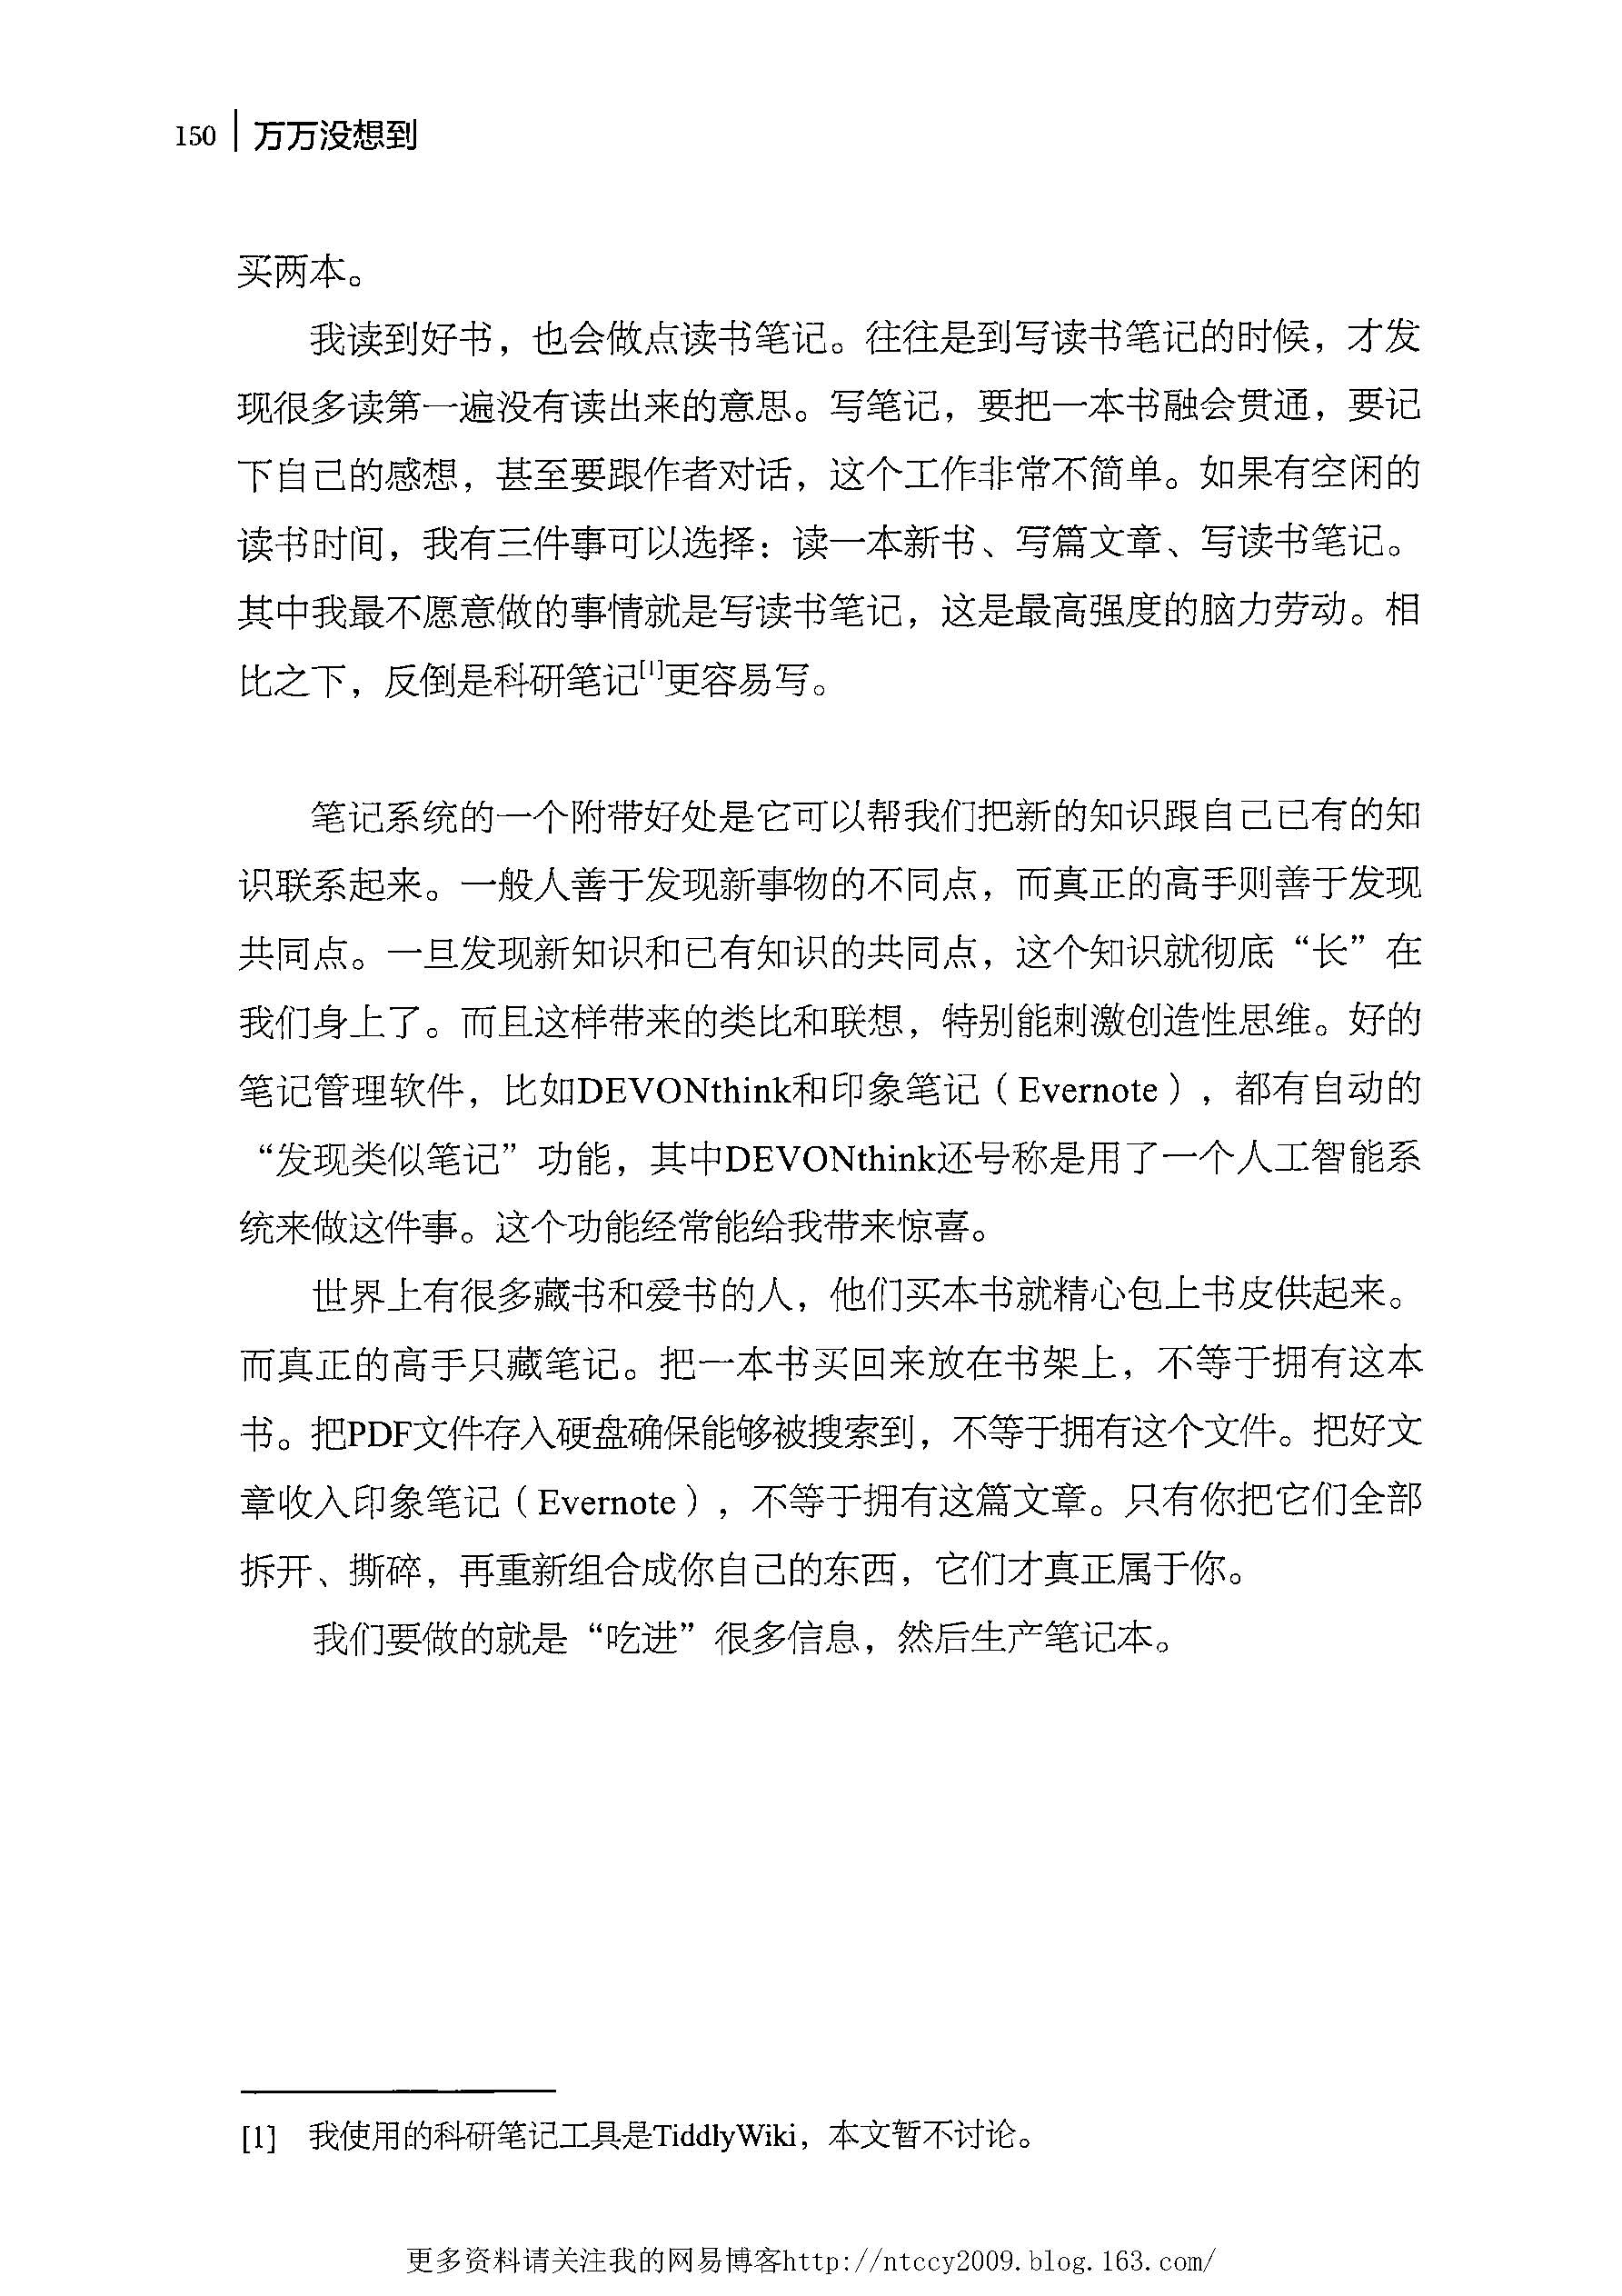 150 万万没想到
买两本。
我读到好书，也会做点读书笔记。往往是到写读书笔记的时候，才发
现很多读第一遍没有读出来的意思。写笔记，要把一本书融会贯通，要记
下自己的感想，甚至要跟作者对话，这个工作非常不简单。如果有空闲的
读书时间，我有三件事可以选择：读一本新书、写篇文章、写读书笔记。
其中我最不愿意做的事情就是写读书笔记，这是最高强度的脑力劳动。相
比之下，反倒是科研笔记[1]更容易写。
笔记系统的一个附带好处是它可以帮我们把新的知识跟自己已有的知
识联系起来。一般人善于发现新事物的不同点，而真正的高手则善于发现
共同点。一旦发现新知识和已有知识的共同点，这个知识就彻底“长”在
我们身上了。而且这样带来的类比和联想，特别能刺激创造性思维。好的
笔记管理软件，比如DEVONthink和印象笔记（Evernote），都有自动的
“发现类似笔记”功能，其中DEVONthink还号称是用了一个人工智能系
统来做这件事。这个功能经常能给我带来惊喜。
世界上有很多藏书和爱书的人，他们买本书就精心包上书皮供起来。
而真正的高手只藏笔记。把一本书买回来放在书架上，不等于拥有这本
书。把PDF文件存入硬盘确保能够被搜索到，不等于拥有这个文件。把好文
章收入印象笔记（Evernote），不等于拥有这篇文章。只有你把它们全部
拆开、撕碎，再重新组合成你自己的东西，它们才真正属于你。
我们要做的就是“吃进”很多信息，然后生产笔记本。
[1] 我使用的科研笔记工具是TiddlyWiki，本文暂不讨论。
更多资料请关注我的网易博客http://ntccy2009.blog.163.com/